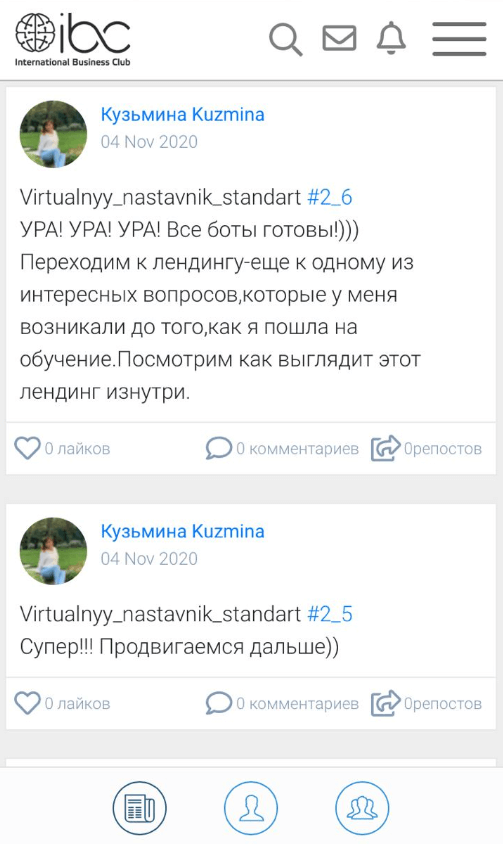 ibc
International Business Club
Кузьмина Kuzmina
04 Nov 2020
Virtualnyy_nastavnik_standart #2_6
УРА! УРА! УРА! Все боты готовы!)))
Переходим к лендингу-еще к одному из
интересных вопросов,которые у меня
возникали до того,как я пошла на
обучение.Посмотрим как выглядит этот
лендинг изнутри.
0 лайков 0 комментариев 0репостов
Кузьмина Kuzmina
04 Nov 2020
Virtualnyy_nastavnik_standart #2_5
Супер!!! Продвигаемся дальше))
0 лайков 0 комментариев 0репостов